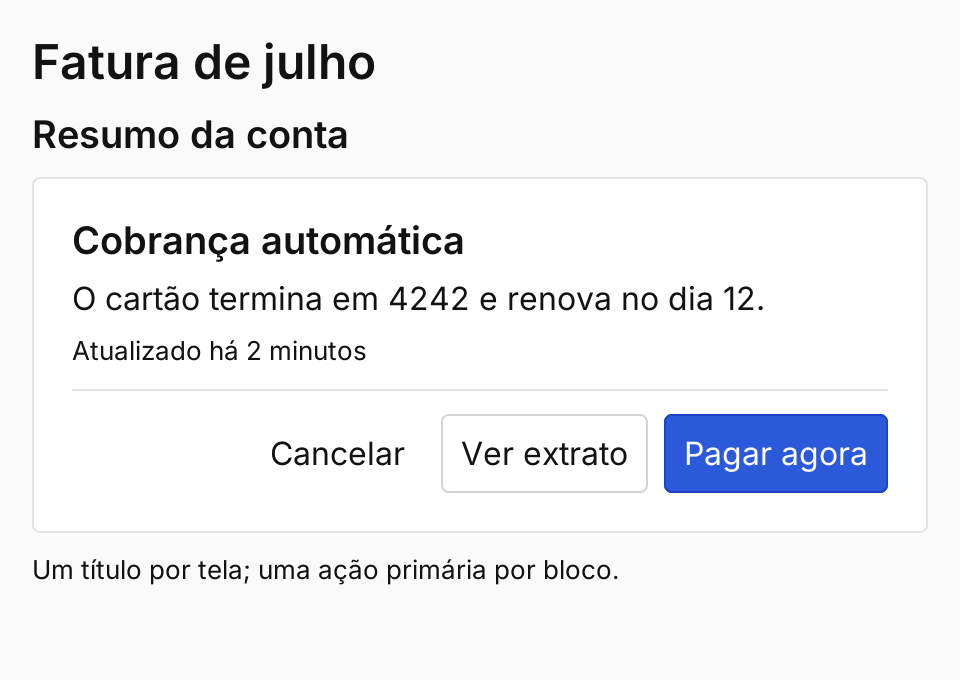 Fatura de julho
Resumo da conta
Cobrança automática
O cartão termina em 4242 e renova no dia 12.
Atualizado há 2 minutos
Cancelar
Ver extrato
Pagar agora
Um título por tela; uma ação primária por bloco.